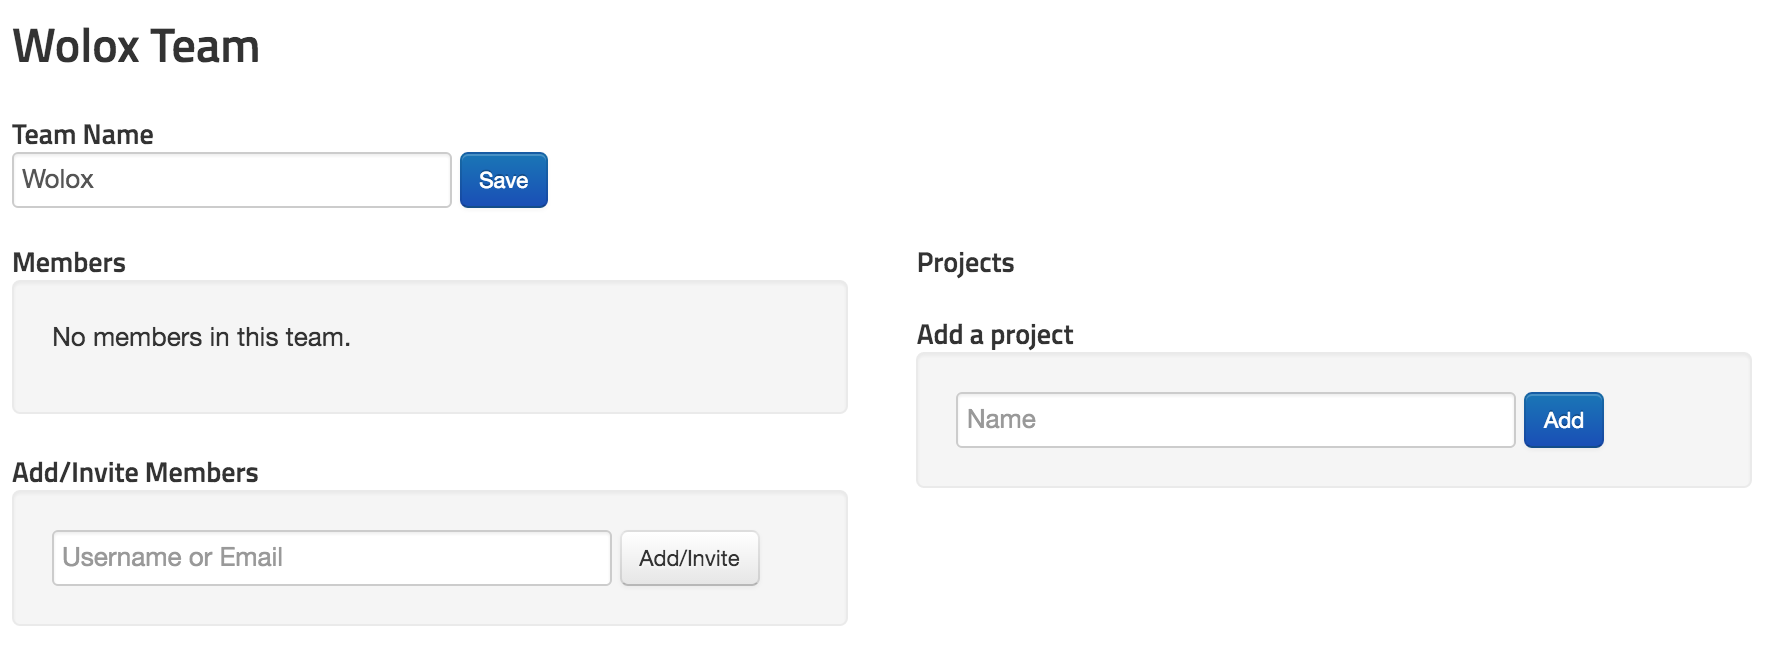 Wolox Team
Team Name
Wolox
Save
Members
No members in this team.
Add/Invite Members
Username or Email
Add/Invite
Projects
Add a project
Name
Add